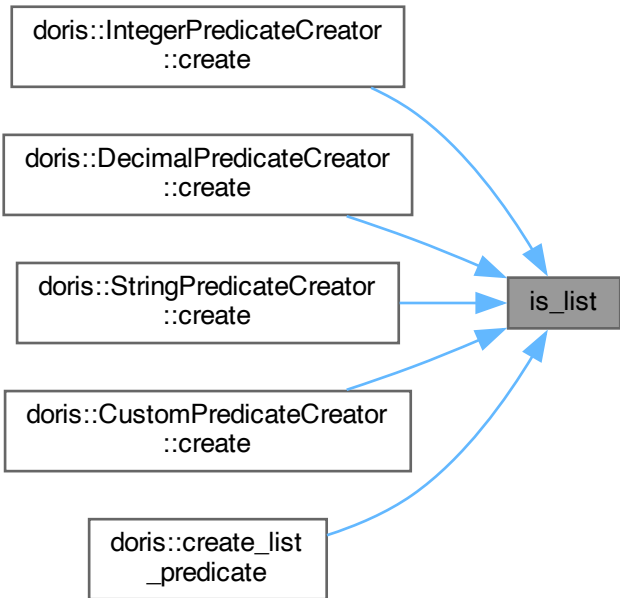 doris::IntegerPredicateCreator
::create
doris::DecimalPredicateCreator
::create
doris::StringPredicateCreator
::create
is_list
doris::CustomPredicateCreator
::create
doris::create_list
_predicate